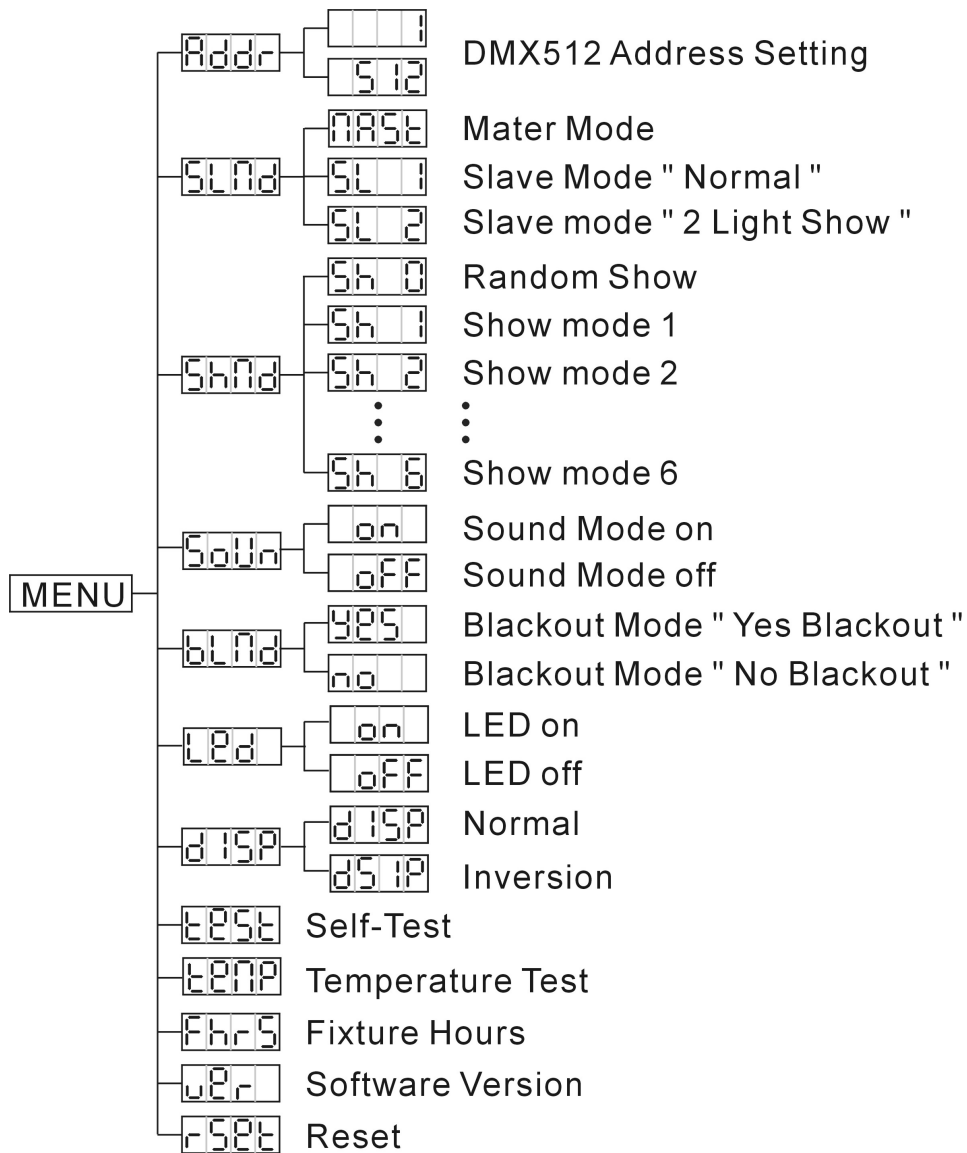 MENU
Addr
1
512
DMX512 Address Setting
SLMd
MASt
Mater Mode
SL 1
Slave Mode " Normal "
SL 2
Slave mode " 2 Light Show "
ShMd
Sh 0
Random Show
Sh 1
Show mode 1
Sh 2
Show mode 2
Sh 6
Show mode 6
SoUn
on
Sound Mode on
oFF
Sound Mode off
bLMd
yeS
Blackout Mode " Yes Blackout "
no
Blackout Mode " No Blackout "
Led
on
LED on
oFF
LED off
dISP
dISP
Normal
dSIP
Inversion
teSt
Self-Test
teMP
Temperature Test
FhrS
Fixture Hours
ver
Software Version
rSet
Reset